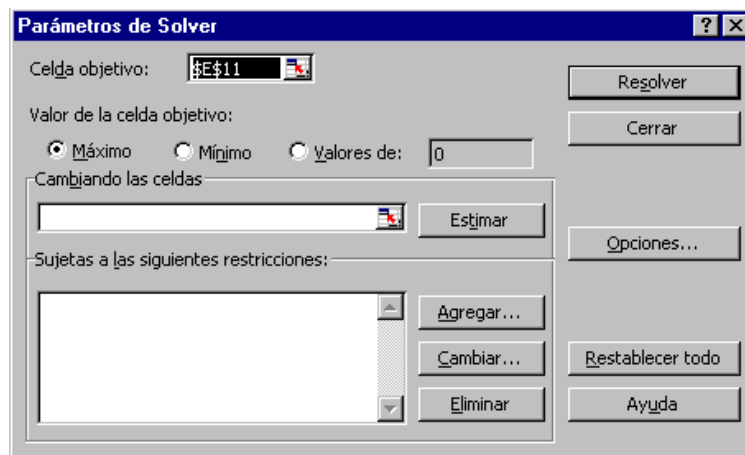 Parámetros de Solver
Celda objetivo: $E$11
Resolver
Valor de la celda objetivo:
Cerrar
Máximo Mínimo Valores de: 0
Cambiando las celdas
Estimar
Opciones...
Sujetas a las siguientes restricciones:
Agregar...
Cambiar...
Restablecer todo
Eliminar
Ayuda